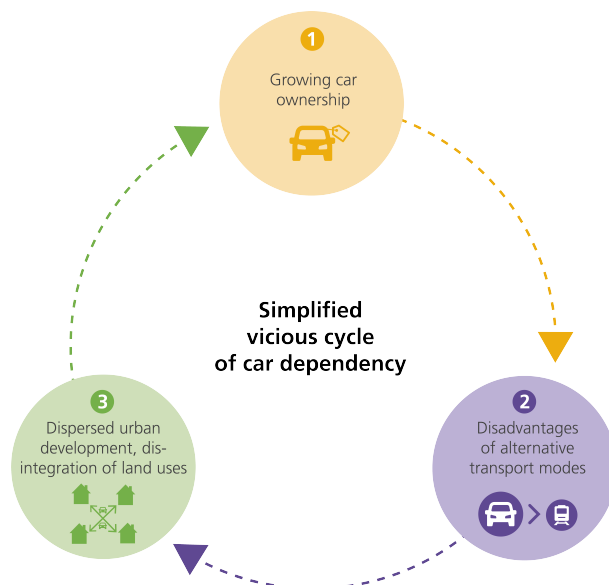 1
Growing car
ownership
Simplified
vicious cycle
of car dependency
3
Dispersed urban
development, dis-
integration of land uses
2
Disadvantages
of alternative
transport modes